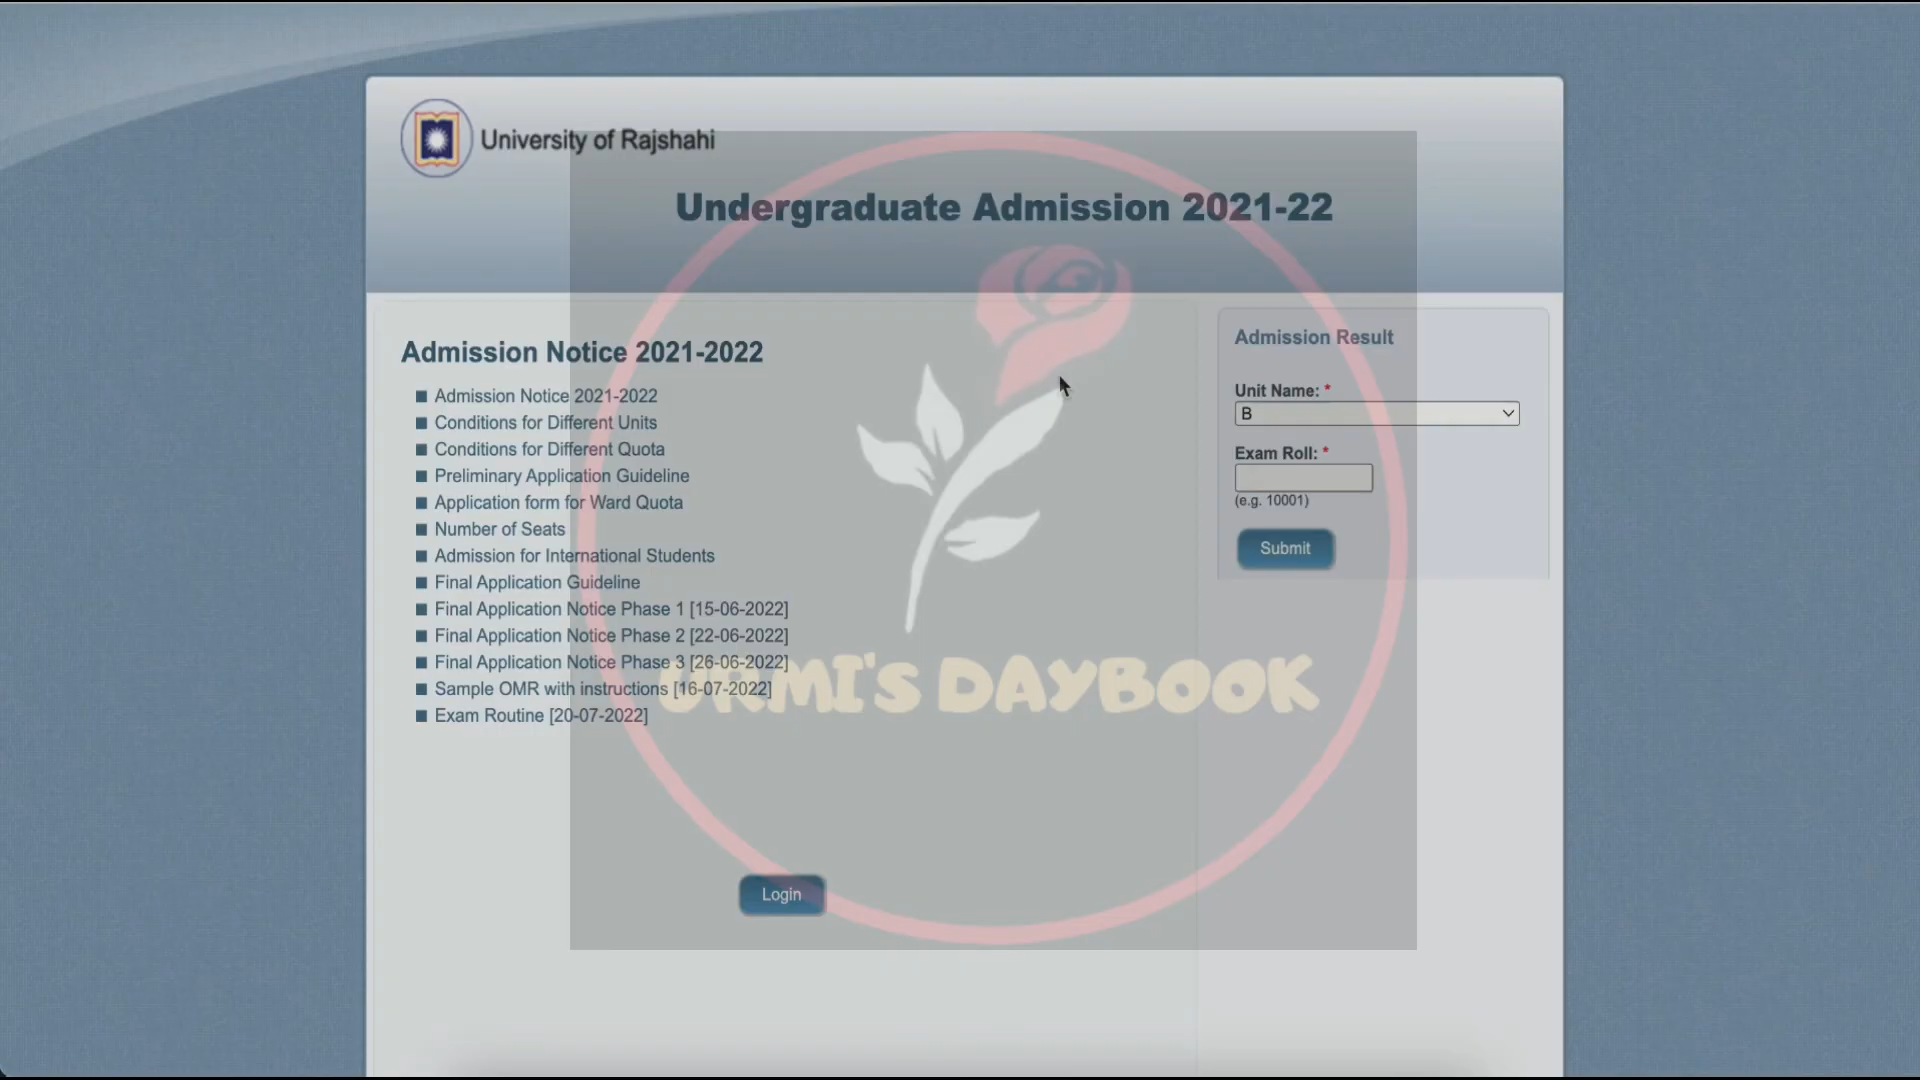 University of Rajshahi
Undergraduate Admission 2021-22
Admission Notice 2021-2022
Admission Notice 2021-2022
Conditions for Different Units
Conditions for Different Quota
Preliminary Application Guideline
Application form for Ward Quota
Number of Seats
Admission for International Students
Final Application Guideline
Final Application Notice Phase 1 [15-06-2022]
Final Application Notice Phase 2 [22-06-2022]
Final Application Notice Phase 3 [26-06-2022]
Sample OMR with instructions [16-07-2022]
Exam Routine [20-07-2022]
Login
Admission Result
Unit Name: *
B
Exam Roll: *
(e.g. 10001)
Submit
URMI'S DAYBOOK